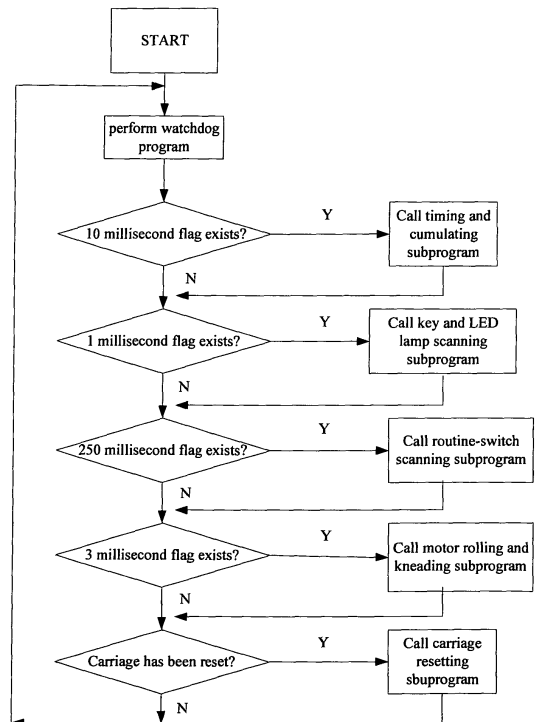 START
perform watchdog
program
10 millisecond flag exists?
Y
Call timing and
cumulating
subprogram
N
1 millisecond flag exists?
Y
Call key and LED
lamp scanning
subprogram
N
250 millisecond flag exists?
Y
Call routine-switch
scanning subprogram
N
3 millisecond flag exists?
Y
Call motor rolling and
kneading subprogram
N
Carriage has been reset?
Y
Call carriage
resetting
sbuprogram
N